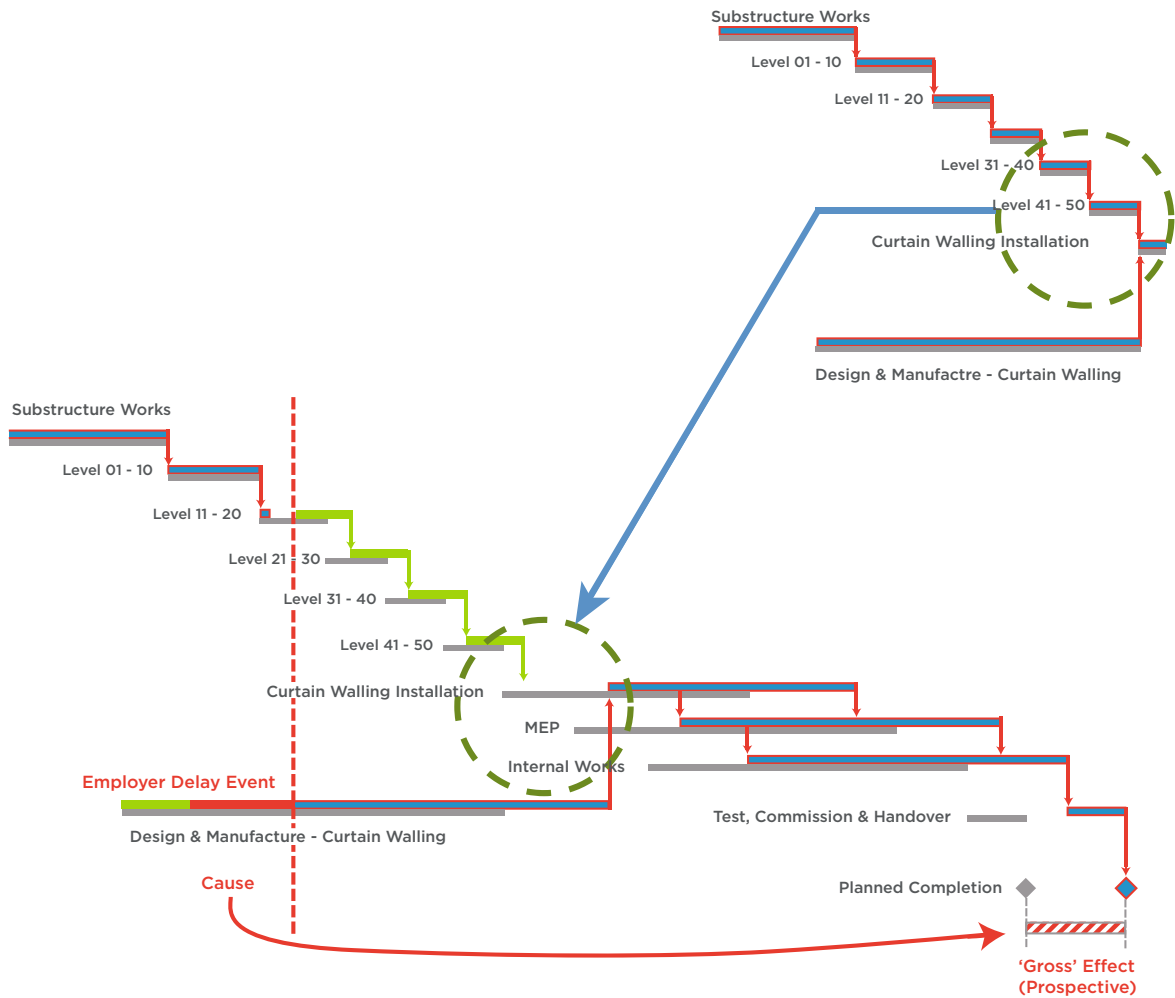 Substructure Works
Level 01 - 10
Level 11 - 20
Level 31 - 40
Level 41 - 50
Curtain Walling Installation
Design & Manufactre - Curtain Walling
Substructure Works
Level 01 - 10
Level 11 - 20
Level 21 - 30
Level 31 - 40
Level 41 - 50
Curtain Walling Installation
MEP
Internal Works
Employer Delay Event
Test, Commission & Handover
Design & Manufacture - Curtain Walling
Cause
Planned Completion
‘Gross’ Effect
(Prospective)